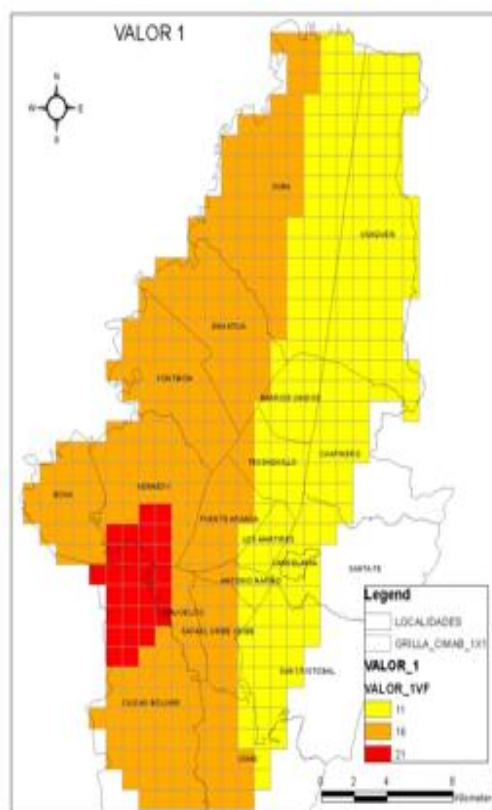 VALOR 1
N
W E
S
SUBA
USAQUEN
ENGATIVA
FONTIBON
BARRIOS UNIDOS
TEUSAQUILLO
CHAPINERO
KENNEDY
BOSA
PUENTE ARANDA
LOS MARTIRES
CANDELARIA
SANTA FE
ANTONIO NARIÑO
TUNJUELITO
RAFAEL URIBE URIBE
SAN CRISTOBAL
CIUDAD BOLIVAR
USME
Legend
LOCALIDADES
GRILLA_CIMAB_1X1
VALOR_1
VALOR_1VF
11
16
21
0 2 4 8
Kilometers